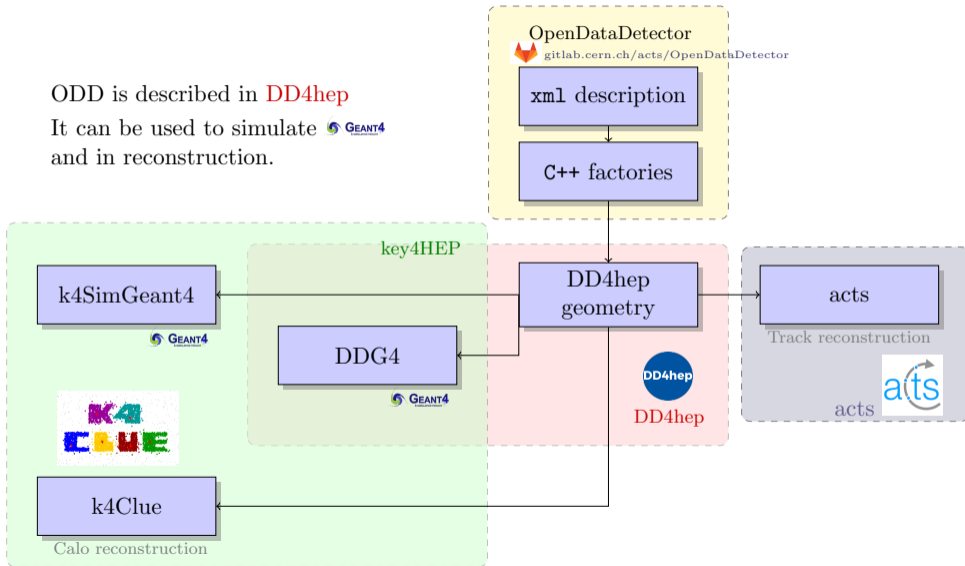 OpenDataDetector
gitlab.cern.ch/acts/OpenDataDetector
ODD is described in DD4hep
It can be used to simulate GEANT4
and in reconstruction.
xml description
C++ factories
key4HEP
k4SimGeant4
GEANT4
DD4hep
geometry
acts
Track reconstruction
DDG4
GEANT4
DD4hep
DD4hep
acts
acts
K4
CLUE
k4Clue
Calo reconstruction